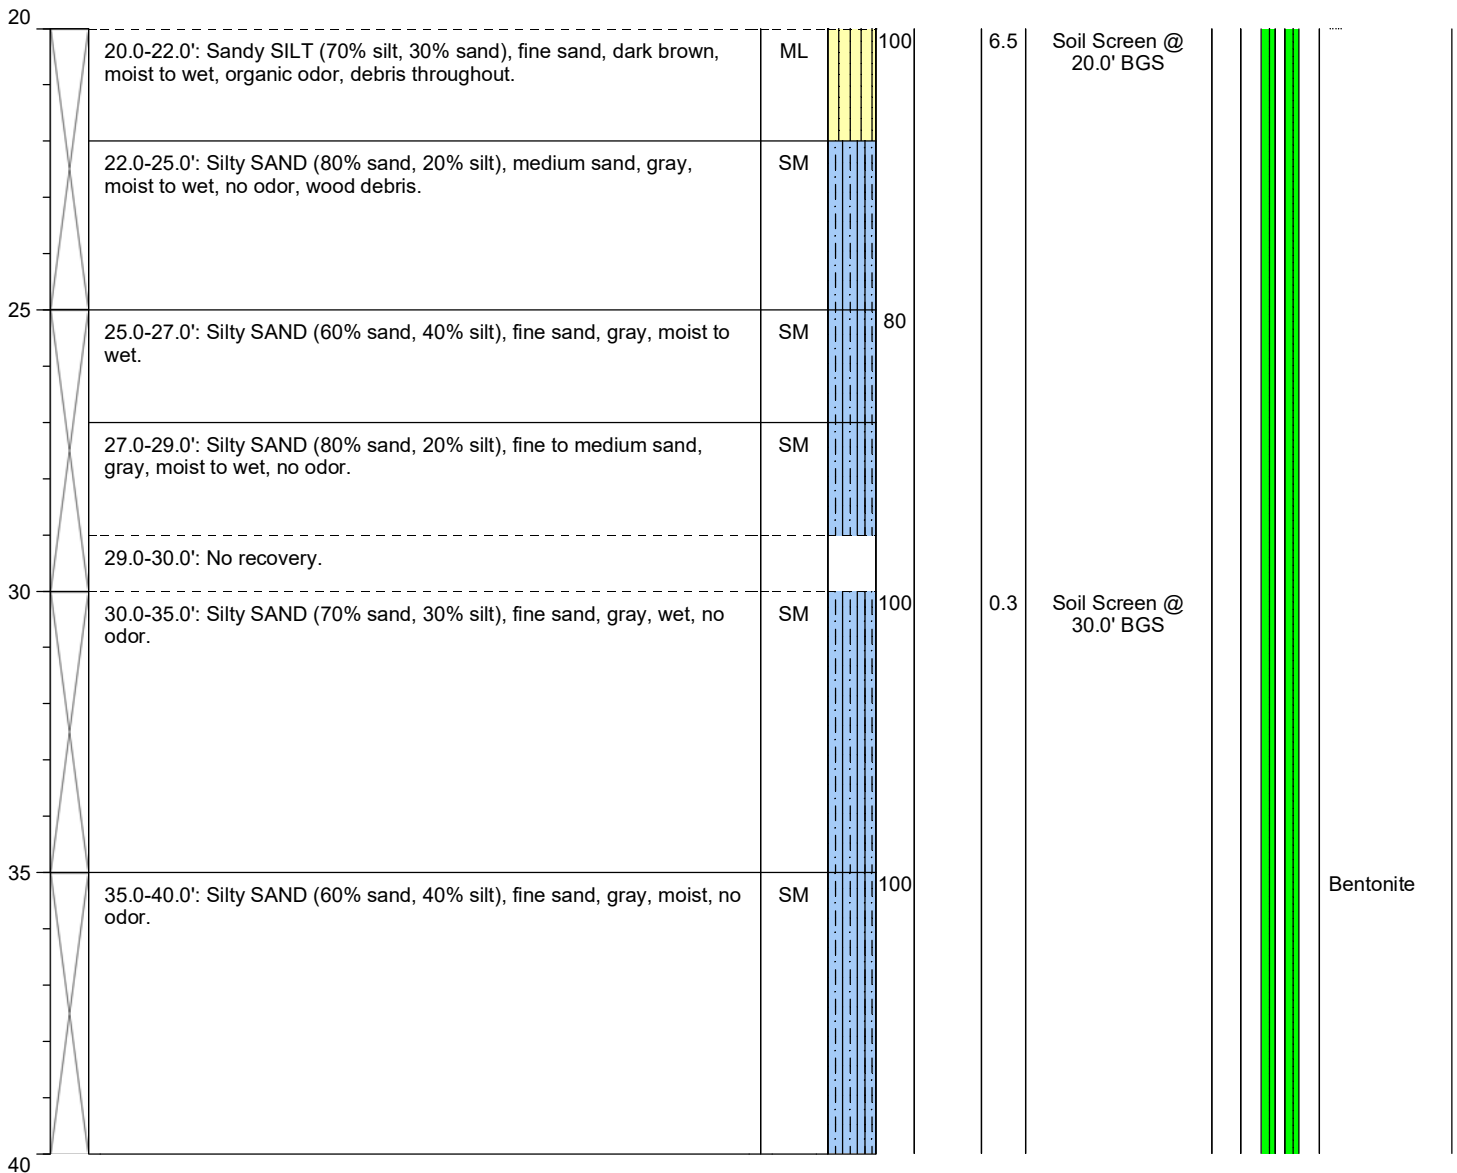 20
20.0-22.0': Sandy SILT (70% silt, 30% sand), fine sand, dark brown,
moist to wet, organic odor, debris throughout.
ML
100
6.5
Soil Screen @
20.0' BGS
22.0-25.0': Silty SAND (80% sand, 20% silt), medium sand, gray,
moist to wet, no odor, wood debris.
SM
25
25.0-27.0': Silty SAND (60% sand, 40% silt), fine sand, gray, moist to
wet.
SM
80
27.0-29.0': Silty SAND (80% sand, 20% silt), fine to medium sand,
gray, moist to wet, no odor.
SM
29.0-30.0': No recovery.
30
30.0-35.0': Silty SAND (70% sand, 30% silt), fine sand, gray, wet, no
odor.
SM
100
0.3
Soil Screen @
30.0' BGS
35
35.0-40.0': Silty SAND (60% sand, 40% silt), fine sand, gray, moist, no
odor.
SM
100
Bentonite
40